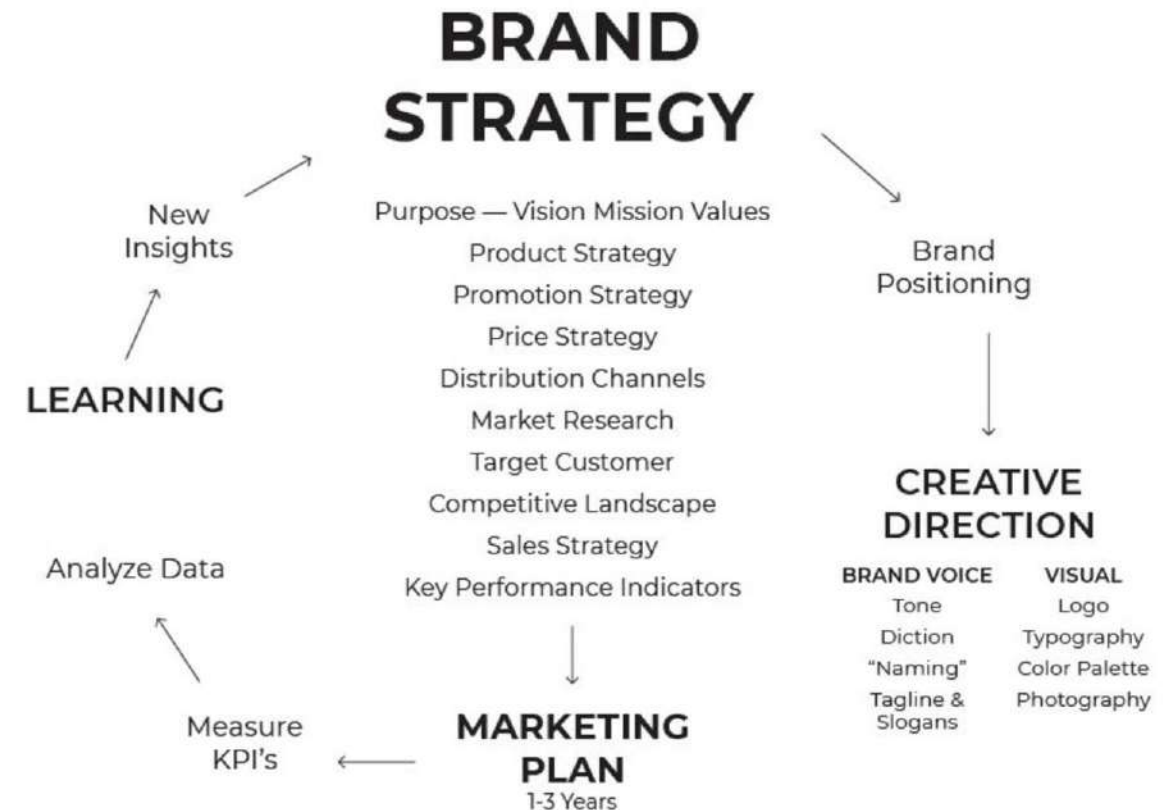 BRAND
STRATEGY
Purpose — Vision Mission Values
Product Strategy
Promotion Strategy
Price Strategy
Distribution Channels
Market Research
Target Customer
Competitive Landscape
Sales Strategy
Key Performance Indicators
Brand
Positioning
CREATIVE
DIRECTION
BRAND VOICE
Tone
Diction
“Naming”
Tagline &
Slogans
VISUAL
Logo
Typography
Color Palette
Photography
MARKETING
PLAN
1-3 Years
Measure
KPI’s
Analyze Data
LEARNING
New
Insights